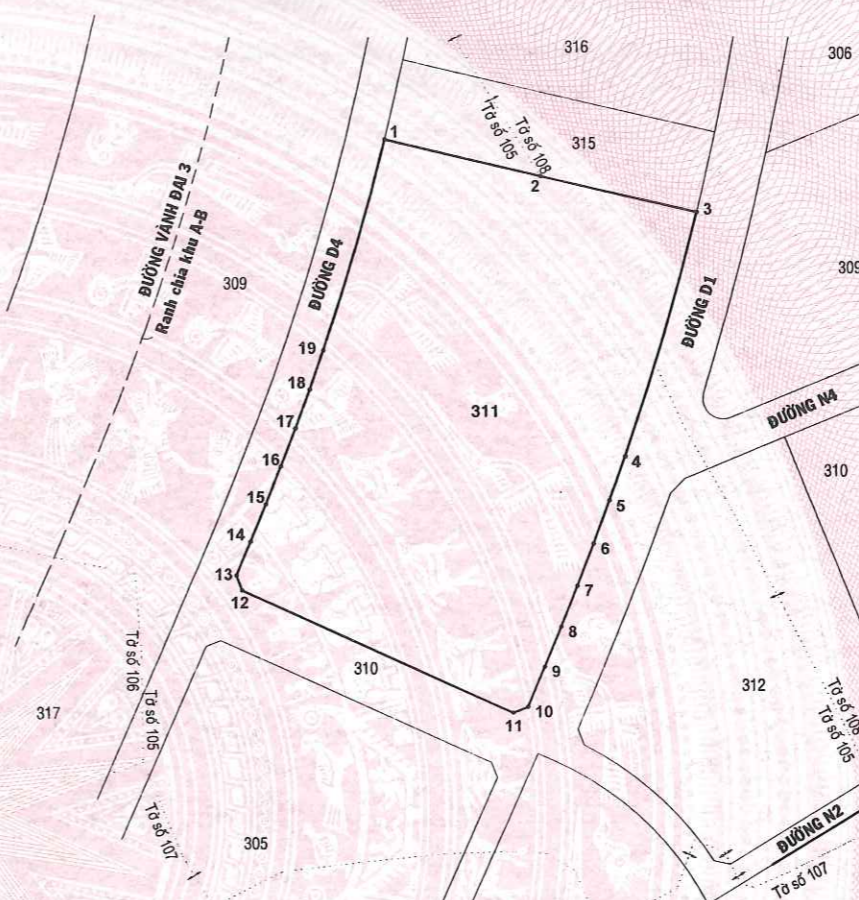 316
306
1
Tờ số 105
Tờ số 108
315
2
3
ĐƯỜNG VÀNH ĐAI 3
Ranh chia khu A-B
309
ĐƯỜNG D4
ĐƯỜNG D1
309
19
18
311
ĐƯỜNG N4
17
16
4
310
15
5
14
6
13
7
12
8
Tờ số 106
310
9
312
317
Tờ số 105
10
11
Tờ số 108
Tờ số 105
Tờ số 107
305
ĐƯỜNG N2
Tờ số 107